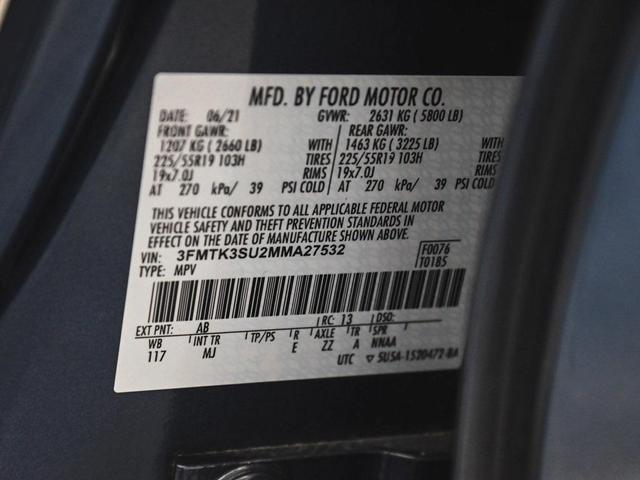 MFD. BY FORD MOTOR CO.
DATE: 06/21 GVWR: 2631 KG ( 5800 LB)
FRONT GAWR: REAR GAWR:
1207 KG ( 2660 LB) WITH 1463 KG ( 3225 LB) WITH
225/55R19 103H TIRES 225/55R19 103H TIRES
19x7.0J RIMS 19x7.0J RIMS
AT 270 kPa/ 39 PSI COLD AT 270 kPa/ 39 PSI COLD
THIS VEHICLE CONFORMS TO ALL APPLICABLE FEDERAL MOTOR
VEHICLE SAFETY AND THEFT PREVENTION STANDARDS IN
EFFECT ON THE DATE OF MANUFACTURE SHOWN ABOVE.
VIN: 3FMTK3SU2MMA27532 F0076
TYPE: MPV T0185
EXT PNT: AB RC: 13 DSO:
WB INT TR TP/PS R AXLE TR SPR
117 MJ E ZZ A NNAA
UTC ▼ 5U5A-1520472-BA